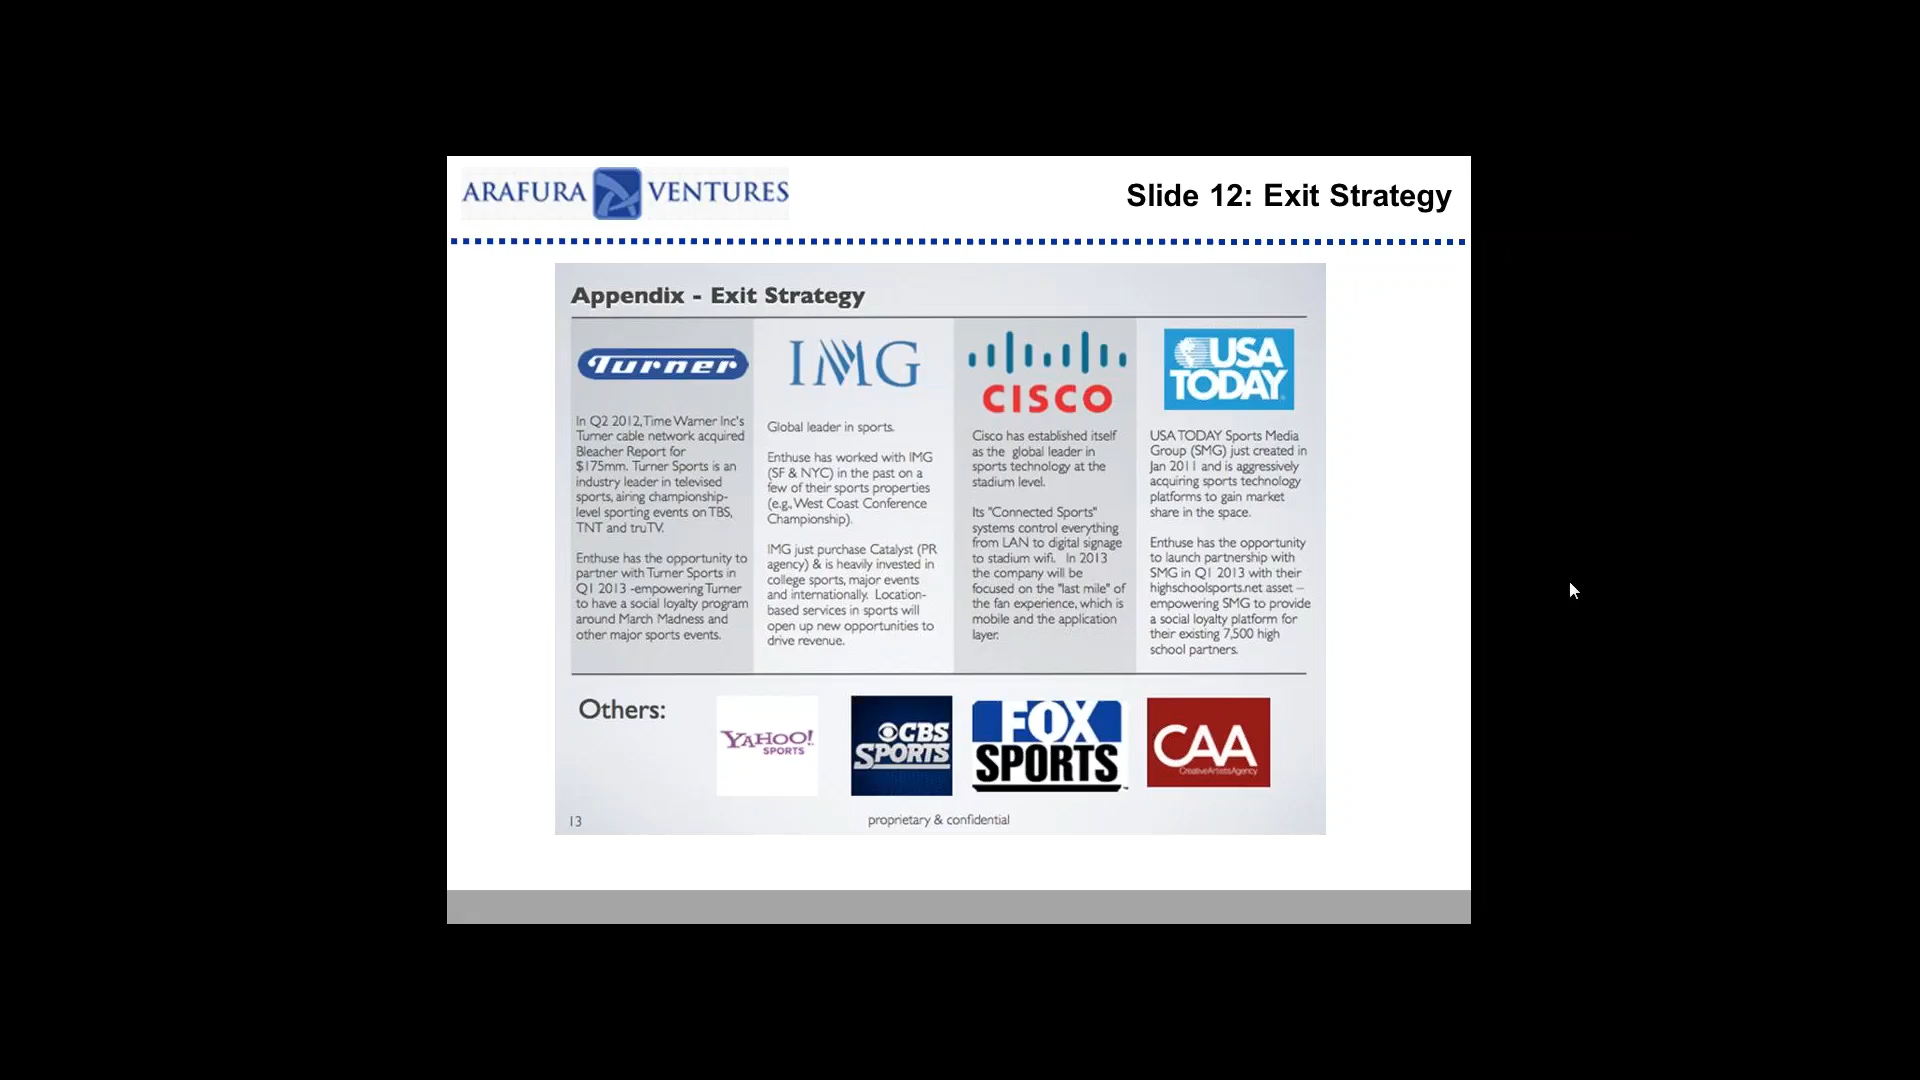 ARAFURA VENTURES
Slide 12: Exit Strategy
Appendix - Exit Strategy
Turner
In Q2 2012, Time Warner Inc's
Turner cable network acquired
Bleacher Report for
$175mm. Turner Sports is an
industry leader in televised
sports, airing championship-
level sporting events on TBS,
TNT and truTV.
Enthuse has the opportunity to
partner with Turner Sports in
Q1 2013 -empowering Turner
to have a social loyalty program
around March Madness and
other major sports events.
IMG
Global leader in sports.
Enthuse has worked with IMG
(SF & NYC) in the past on a
few of their sports properties
(e.g., West Coast Conference
Championship).
IMG just purchase Catalyst (PR
agency) & is heavily invested in
college sports, major events
and internationally. Location-
based services in sports will
open up new opportunities to
drive revenue.
CISCO
Cisco has established itself
as the global leader in
sports technology at the
stadium level.
Its "Connected Sports"
systems control everything
from LAN to digital signage
to stadium wifi. In 2013
the company will be
focused on the "last mile" of
the fan experience, which is
mobile and the application
layer.
USA
TODAY
USA TODAY Sports Media
Group (SMG) just created in
Jan 2011 and is aggressively
acquiring sports technology
platforms to gain market
share in the space.
Enthuse has the opportunity
to launch partnership with
SMG in Q1 2013 with their
highschoolsports.net asset –
empowering SMG to provide
a social loyalty platform for
their existing 7,500 high
school partners.
Others:
YAHOO!
SPORTS
CBS
SPORTS
FOX
SPORTS
CAA
CreativeArtistsAgency
13
proprietary & confidential